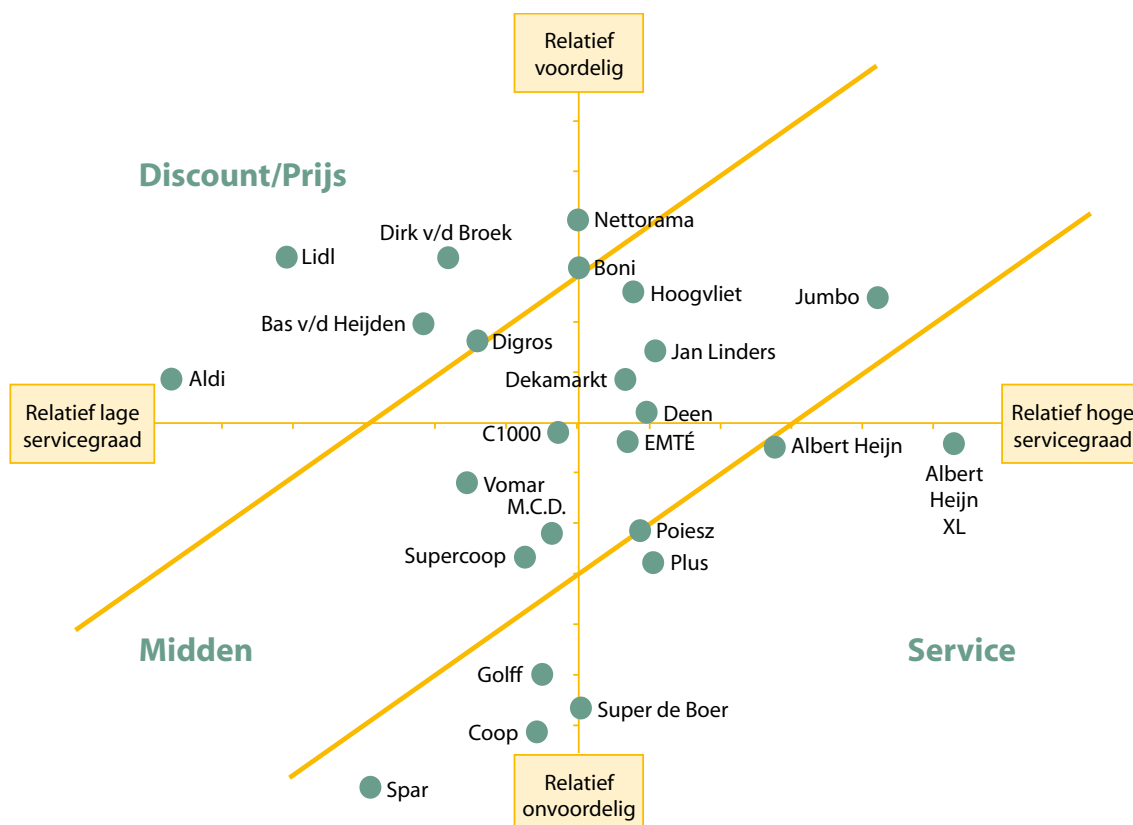 Relatief
voordelig
Discount/Prijs
Nettorama
Dirk v/d Broek
Lidl
Boni
Hoogvliet
Jumbo
Bas v/d Heijden
Digros
Jan Linders
Aldi
Dekamarkt
Relatief lage
servicegraad
Deen
Relatief hoge
servicegraad
C1000
EMTÉ
Albert Heijn
Albert
Heijn
XL
Vomar
M.C.D.
Poiesz
Supercoop
Plus
Midden
Service
Golff
Super de Boer
Coop
Relatief
onvoordelig
Spar